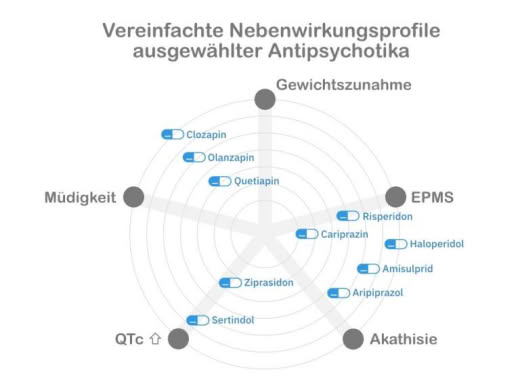 Vereinfachte Nebenwirkungsprofile
ausgewählter Antipsychotika
Gewichtszunahme
Clozapin
Olanzapin
Quetiapin
Müdigkeit
EPMS
Risperidon
Cariprazin
Haloperidol
Amisulprid
Ziprasidon
Aripiprazol
Sertindol
QTc ⇧
Akathisie